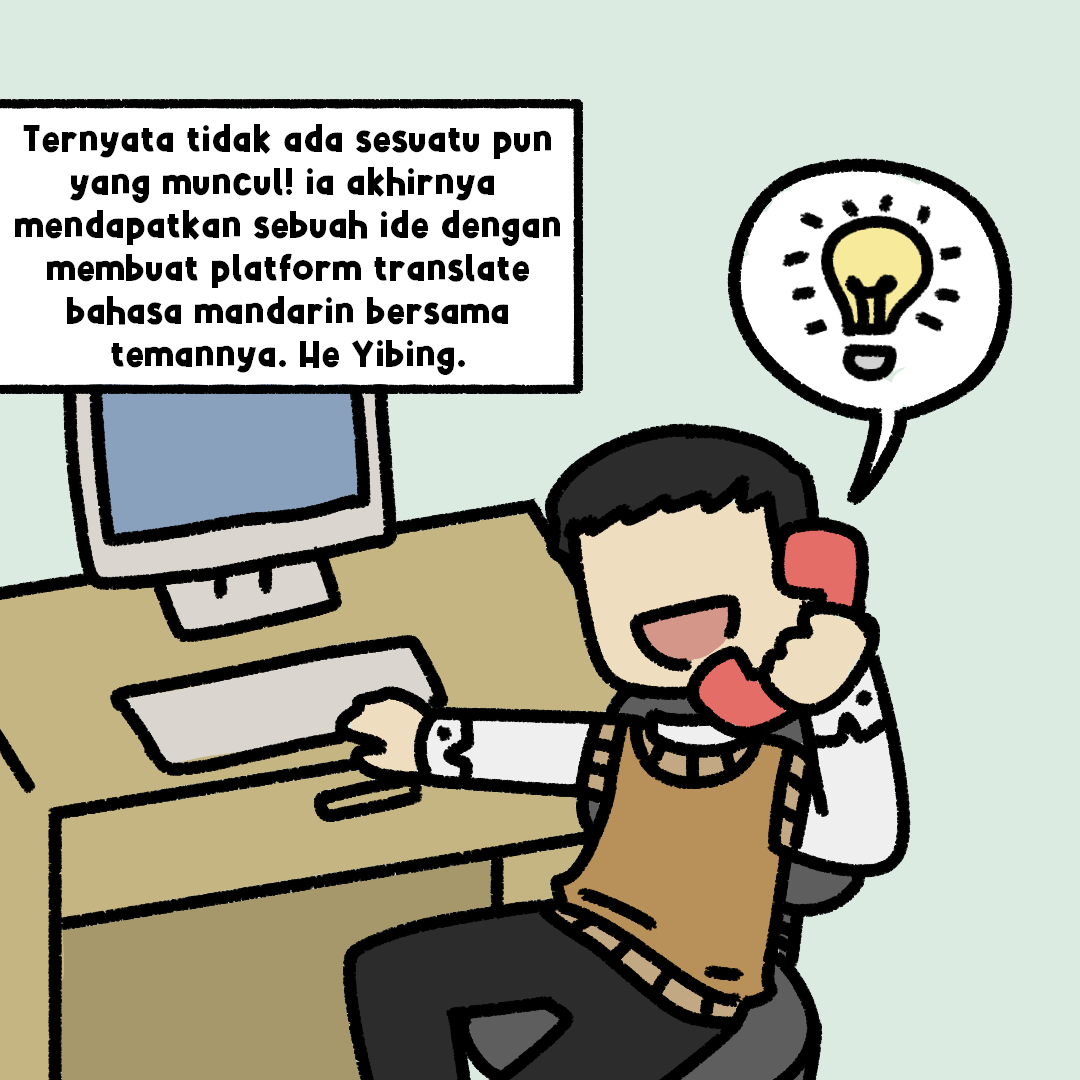 Ternyata tidak ada sesuatu pun
yang muncul! ia akhirnya
mendapatkan sebuah ide dengan
membuat platform translate
bahasa mandarin bersama
temannya. He Yibing.